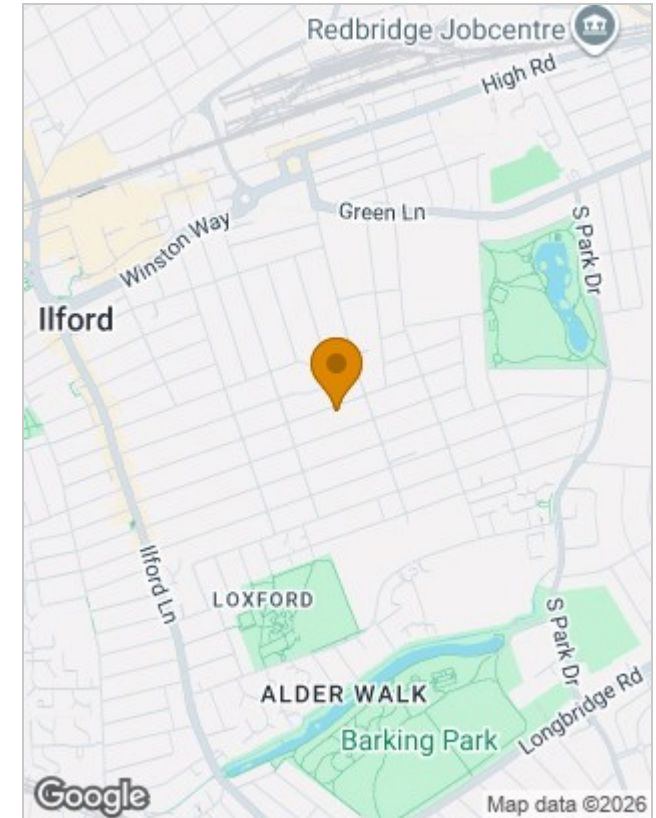 Redbridge Jobcentre
High Rd
Green Ln
S Park Dr
Winston Way
Ilford
Ilford Ln
LOXFORD
S Park Dr
ALDER WALK
Longbridge Rd
Barking Park
Google
Map data ©2026